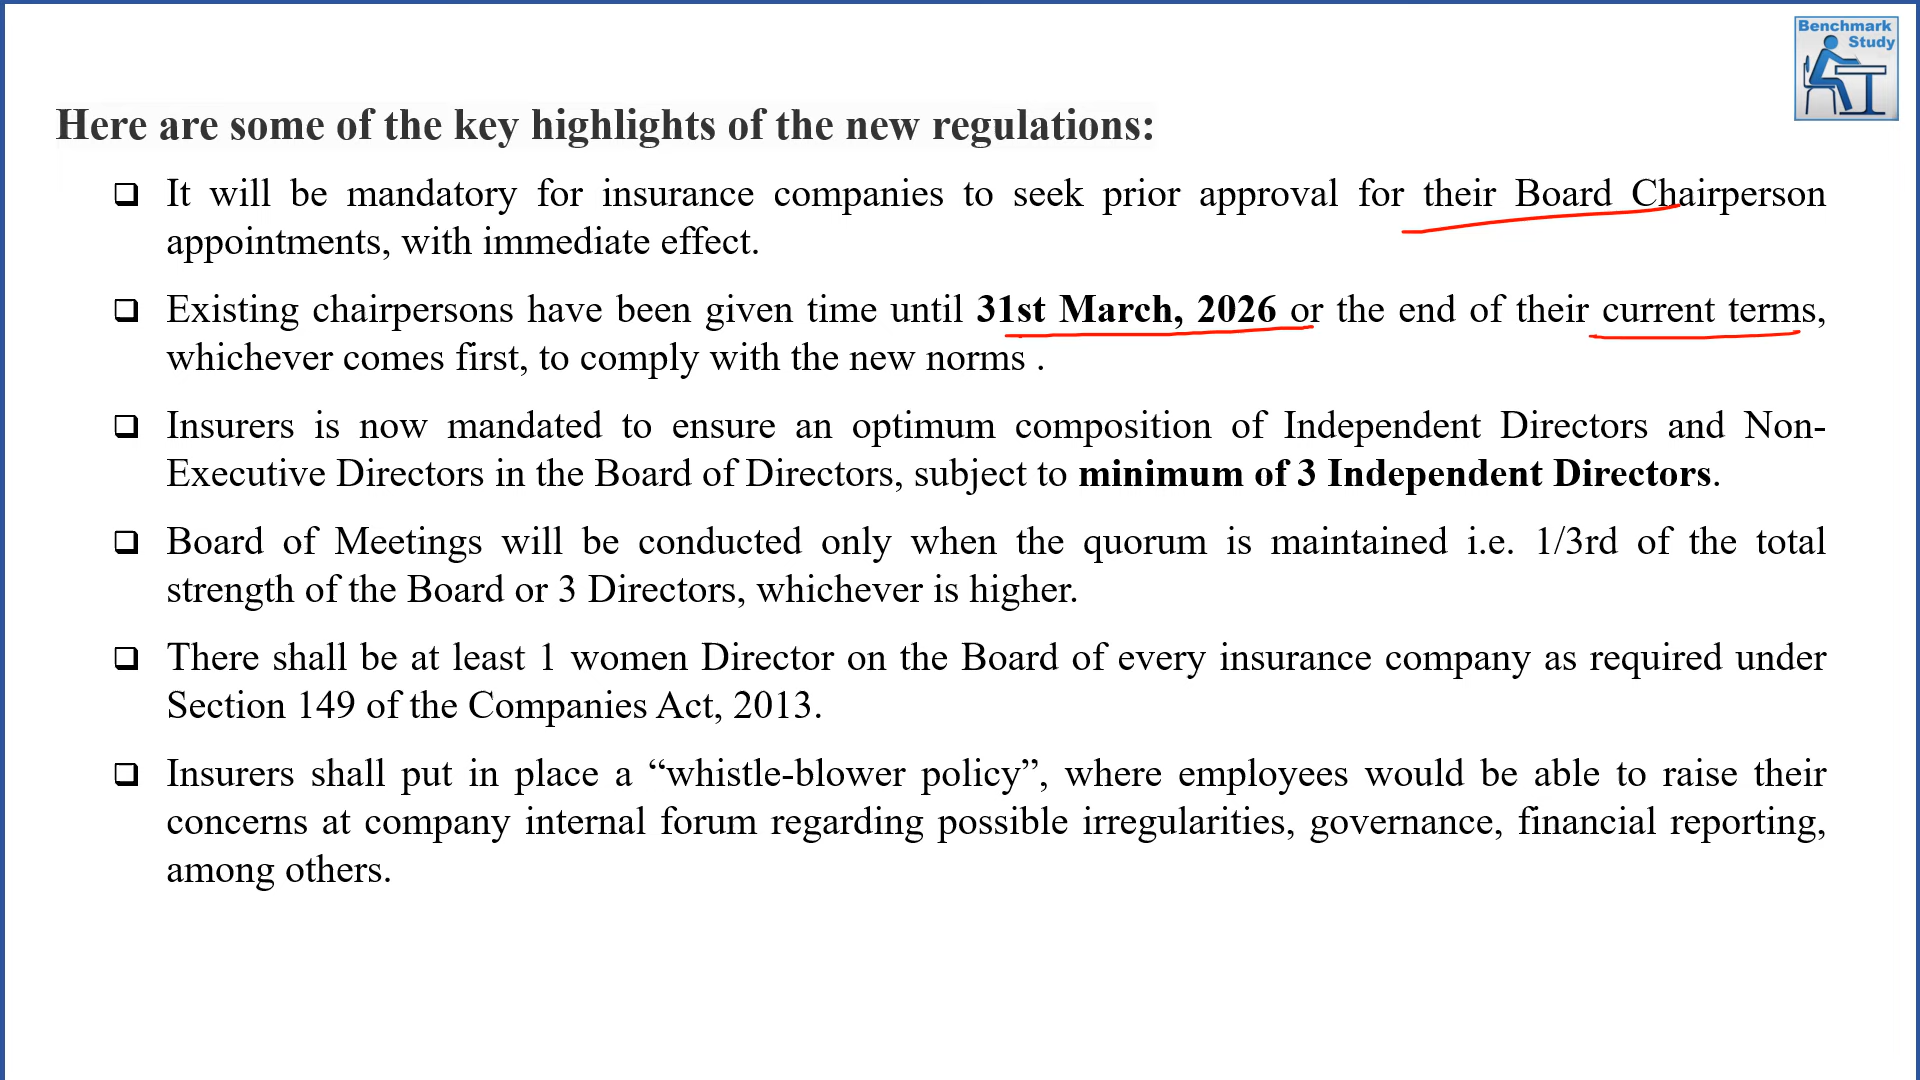 Benchmark
Study
Here are some of the key highlights of the new regulations:
❑ It will be mandatory for insurance companies to seek prior approval for their Board Chairperson
appointments, with immediate effect.
❑ Existing chairpersons have been given time until 31st March, 2026 or the end of their current terms,
whichever comes first, to comply with the new norms .
❑ Insurers is now mandated to ensure an optimum composition of Independent Directors and Non-
Executive Directors in the Board of Directors, subject to minimum of 3 Independent Directors.
❑ Board of Meetings will be conducted only when the quorum is maintained i.e. 1/3rd of the total
strength of the Board or 3 Directors, whichever is higher.
❑ There shall be at least 1 women Director on the Board of every insurance company as required under
Section 149 of the Companies Act, 2013.
❑ Insurers shall put in place a “whistle-blower policy”, where employees would be able to raise their
concerns at company internal forum regarding possible irregularities, governance, financial reporting,
among others.